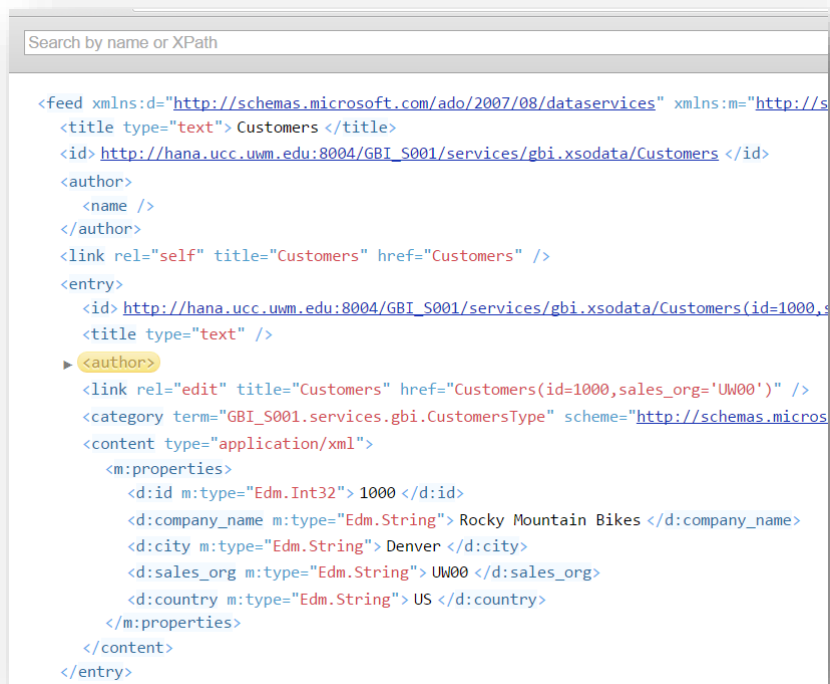 Search by name or XPath
<feed xmlns:d="http://schemas.microsoft.com/ado/2007/08/dataservices" xmlns:m="http://s
<title type="text"> Customers </title>
<id> http://hana.ucc.uwm.edu:8004/GBI_S001/services/gbi.xsodata/Customers </id>
<author>
<name />
</author>
<link rel="self" title="Customers" href="Customers" />
<entry>
<id> http://hana.ucc.uwm.edu:8004/GBI_S001/services/gbi.xsodata/Customers(id=1000,s
<title type="text" />
<author>
<link rel="edit" title="Customers" href="Customers(id=1000,sales_org='UW00')" />
<category term="GBI_S001.services.gbi.CustomersType" scheme="http://schemas.micros
<content type="application/xml">
<m:properties>
<d:id m:type="Edm.Int32"> 1000 </d:id>
<d:company_name m:type="Edm.String"> Rocky Mountain Bikes </d:company_name>
<d:city m:type="Edm.String"> Denver </d:city>
<d:sales_org m:type="Edm.String"> UW00 </d:sales_org>
<d:country m:type="Edm.String"> US </d:country>
</m:properties>
</content>
</entry>